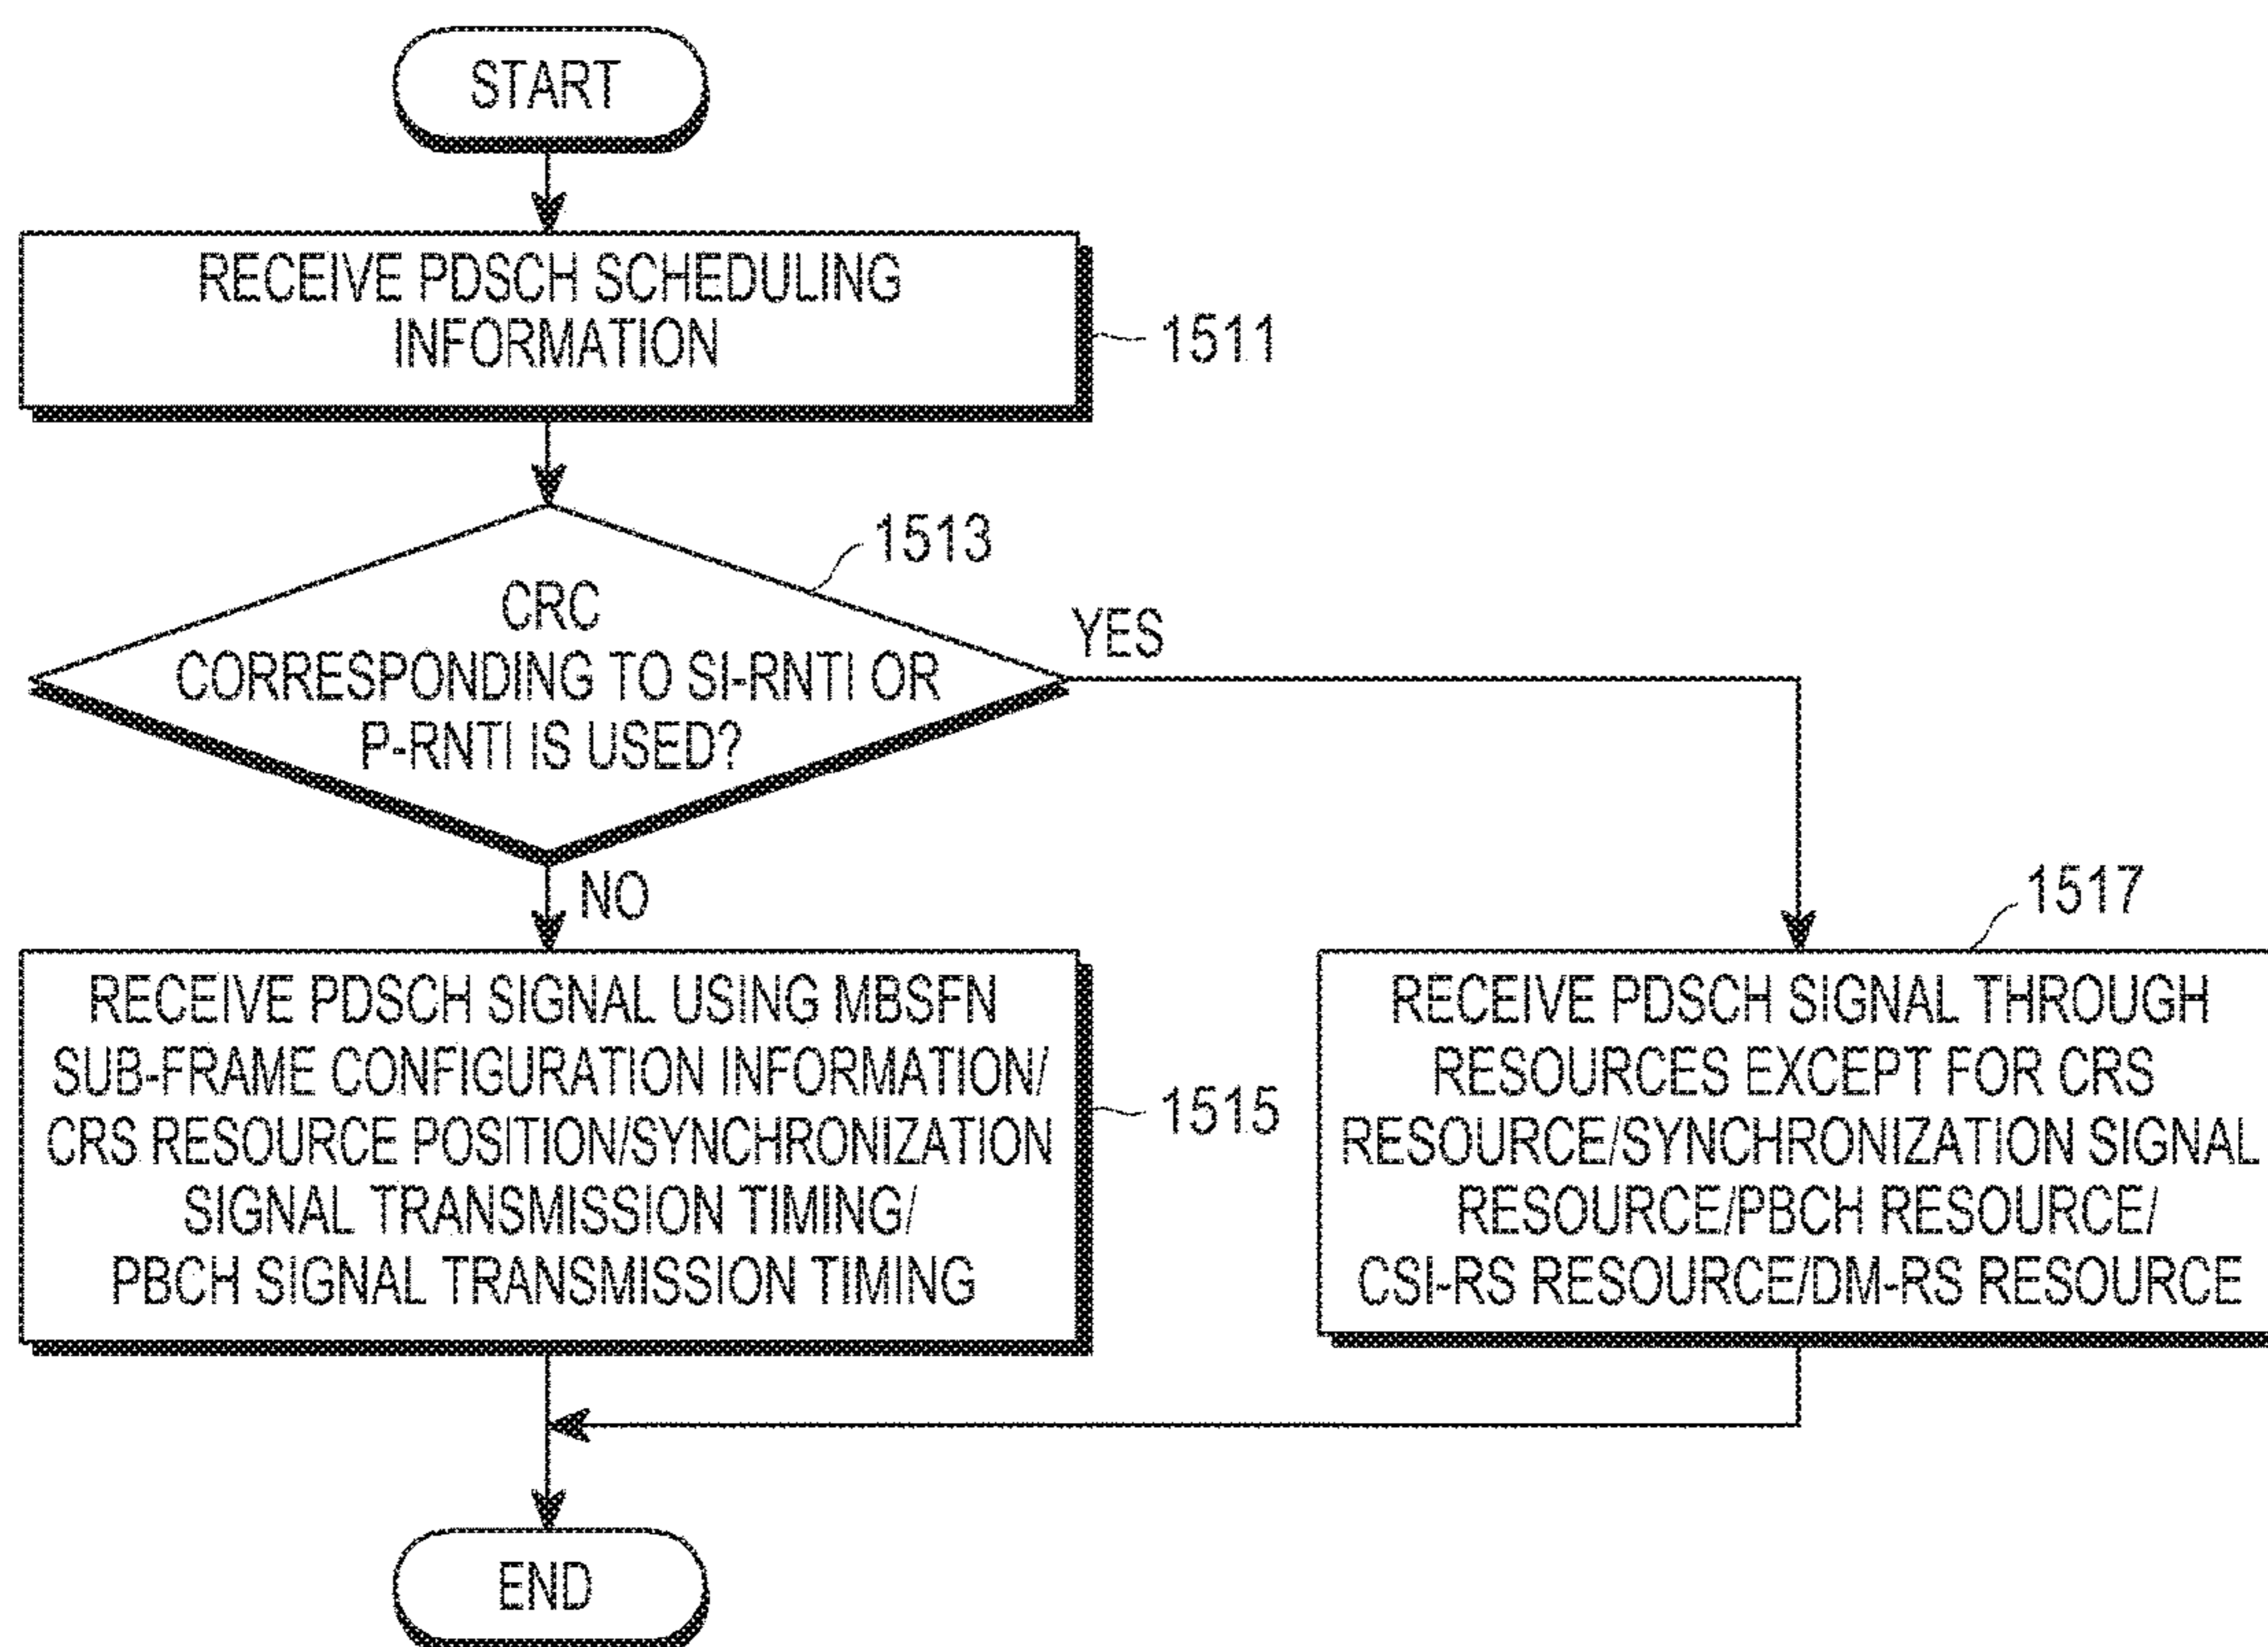 START
RECEIVE PDSCH SCHEDULING
INFORMATION
1511
1513
CRC
CORRESPONDING TO SI-RNTI OR
P-RNTI IS USED?
YES
NO
RECEIVE PDSCH SIGNAL USING MBSFN
SUB-FRAME CONFIGURATION INFORMATION/
CRS RESOURCE POSITION/SYNCHRONIZATION
SIGNAL TRANSMISSION TIMING/
PBCH SIGNAL TRANSMISSION TIMING
1515
1517
RECEIVE PDSCH SIGNAL THROUGH
RESOURCES EXCEPT FOR CRS
RESOURCE/SYNCHRONIZATION SIGNAL
RESOURCE/PBCH RESOURCE/
CSI-RS RESOURCE/DM-RS RESOURCE
END